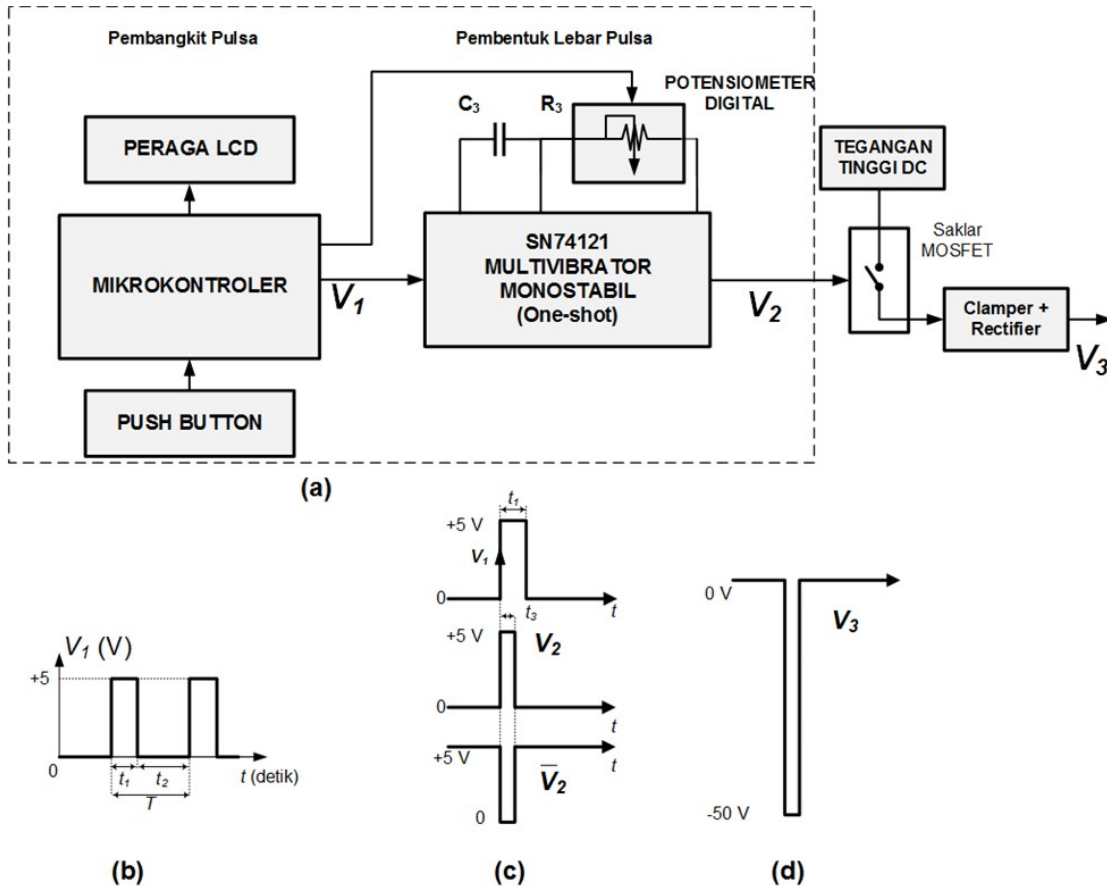 Pembangkit Pulsa
Pembentuk Lebar Pulsa
POTENSIOMETER
DIGITAL
C3
R3
PERAGA LCD
TEGANGAN
TINGGI DC
MIKROKONTROLER
V1
SN74121
MULTIVIBRATOR
MONOSTABIL
(One-shot)
V2
Saklar
MOSFET
Clamper +
Rectifier
V3
PUSH BUTTON
(a)
V1 (V)
+5
0
t1
t2
T
t (detik)
(b)
t1
+5 V
V1
0
t
t3
+5 V
V2
0
t
+5 V
V̅2
t
0
(c)
0 V
V3
-50 V
(d)